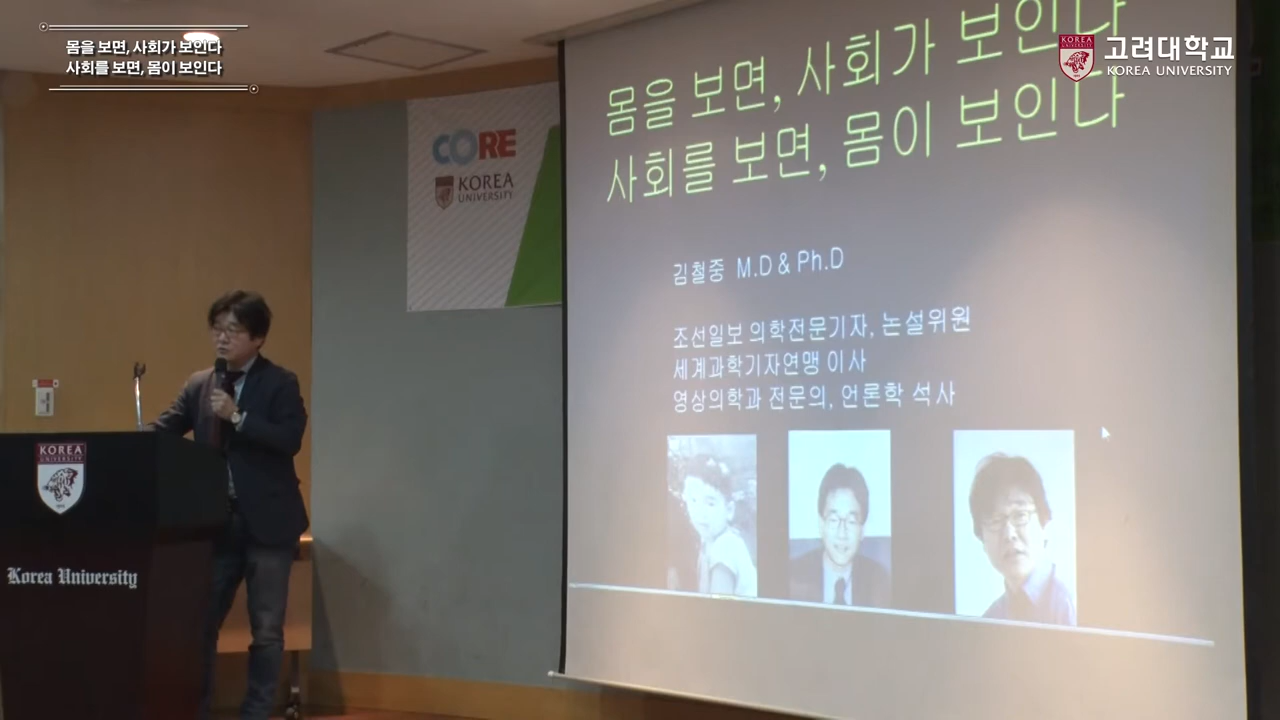 몸을 보면, 사회가 보인다
사회를 보면, 몸이 보인다
KOREA
고려대학교
KOREA UNIVERSITY
CORE
KOREA
UNIVERSITY
몸을 보면, 사회가 보인다
사회를 보면, 몸이 보인다
김철중 M.D & Ph.D
조선일보 의학전문기자, 논설위원
세계과학기자연맹 이사
영상의학과 전문의, 언론학 석사
KOREA
UNIVERSITY
Korea University